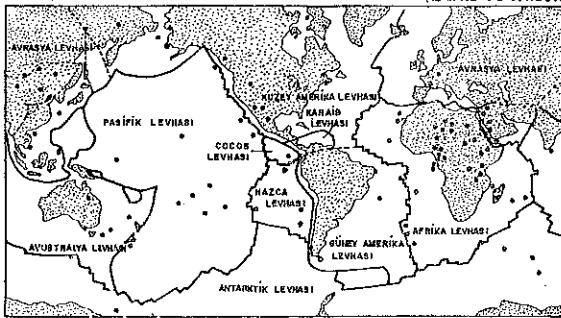 AVRASYA LEVHASI
AVRASYA LEVHASI
KUZEY AMERİKA LEVHASI
KARAİB
LEVHASI
PASİFİK LEVHASI
COCOS
LEVHASI
NAZCA
LEVHASI
AFRİKA LEVHASI
GÜNEY AMERİKA
LEVHASI
AVUSTRALYA LEVHASI
ANTARKTİK LEVHASI